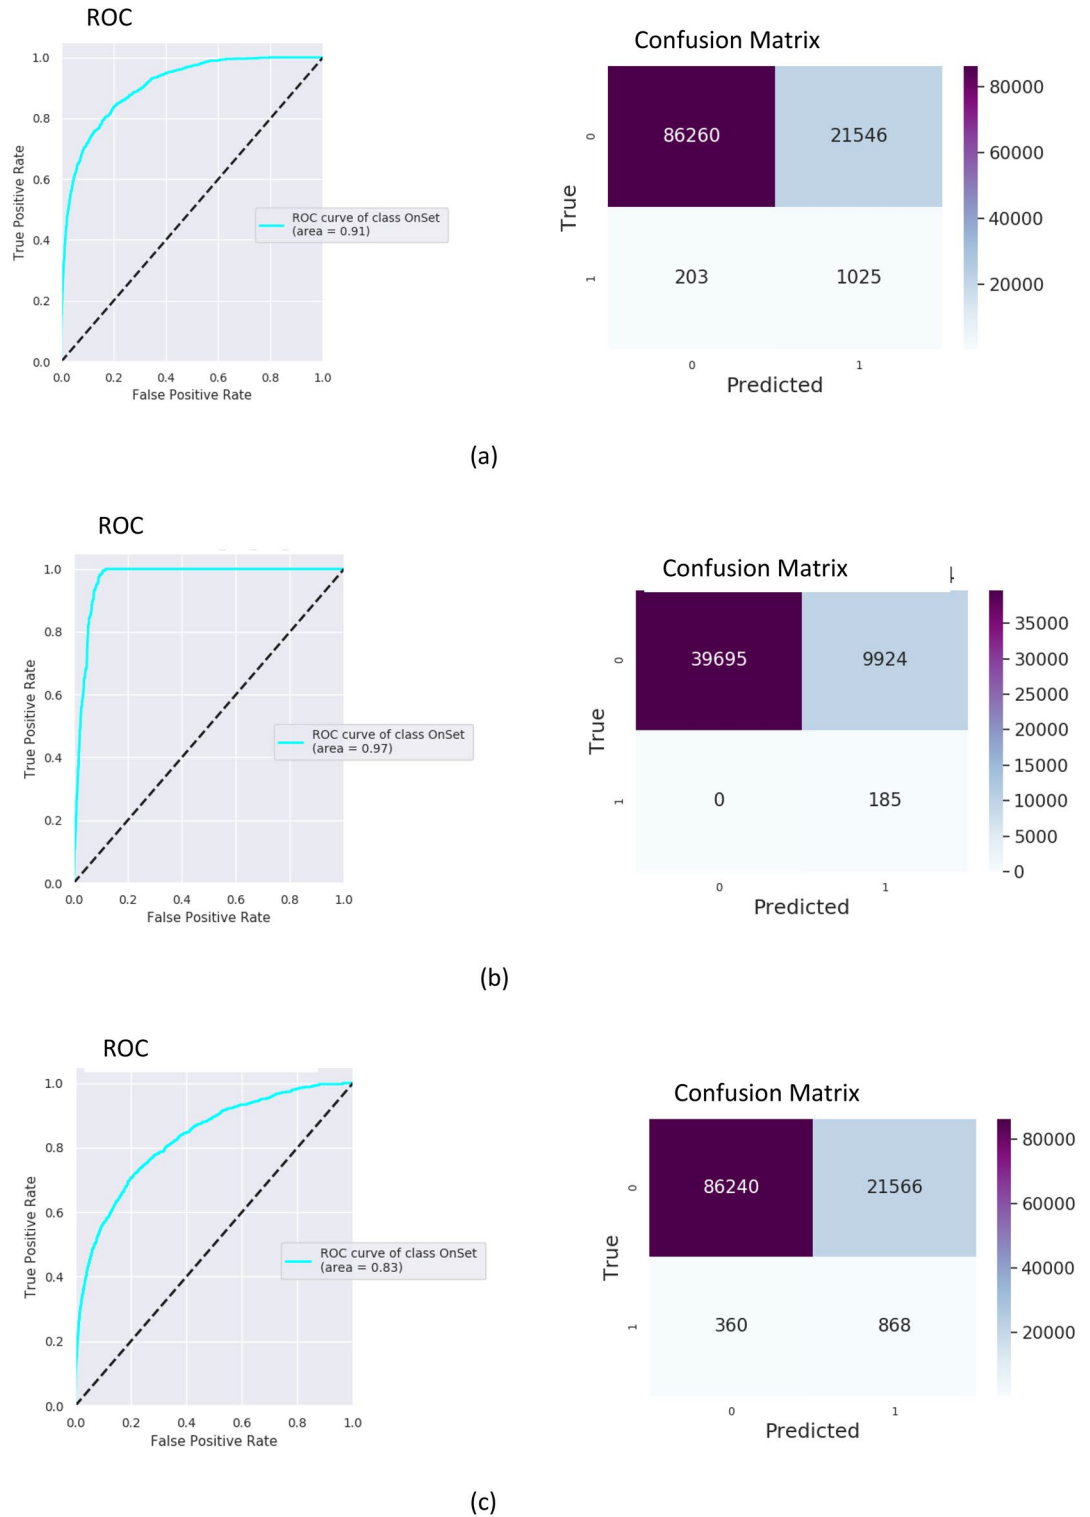 ROC
1.0
0.8
0.6
0.4
0.2
0.0
True Positive Rate
ROC curve of class OnSet
(area = 0.91)
0.0 0.2 0.4 0.6 0.8 1.0
False Positive Rate
Confusion Matrix
0
86260 21546
True
1
203 1025
0 1
Predicted
80000
60000
40000
20000
(a)
ROC
1.0
0.8
0.6
0.4
0.2
0.0
True Positive Rate
ROC curve of class OnSet
(area = 0.97)
0.0 0.2 0.4 0.6 0.8 1.0
False Positive Rate
Confusion Matrix
0
39695 9924
True
1
0 185
0 1
Predicted
35000
30000
25000
20000
15000
10000
5000
0
(b)
ROC
1.0
0.8
0.6
0.4
0.2
0.0
True Positive Rate
ROC curve of class OnSet
(area = 0.83)
0.0 0.2 0.4 0.6 0.8 1.0
False Positive Rate
Confusion Matrix
0
86240 21566
True
1
360 868
0 1
Predicted
80000
60000
40000
20000
(c)